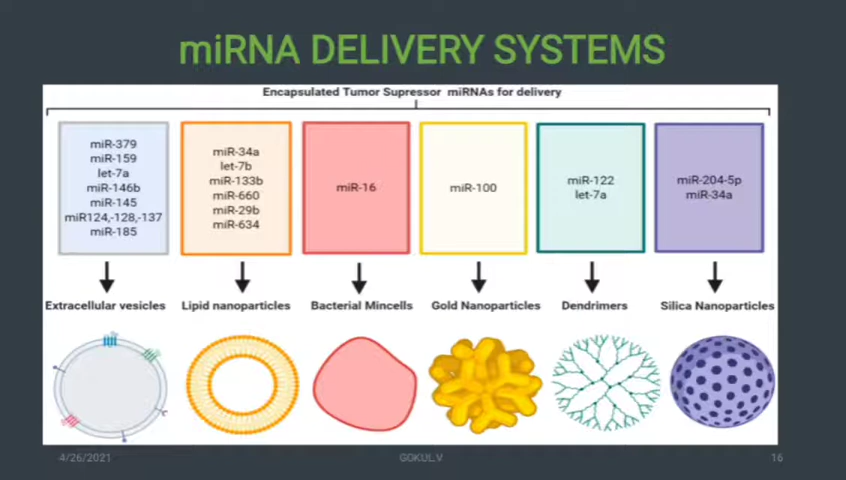 miRNA DELIVERY SYSTEMS
Encapsulated Tumor Supressor miRNAs for delivery
miR-379
miR-159
let-7a
miR-146b
miR-145
miR124,-128,-137
miR-185
miR-34a
let-7b
miR-133b
miR-660
miR-29b
miR-634
miR-16
miR-100
miR-122
let-7a
miR-204-5p
miR-34a
Extracellular vesicles
Lipid nanoparticles
Bacterial Mincells
Gold Nanoparticles
Dendrimers
Silica Nanoparticles
4/26/2021
GOKUL.V
16